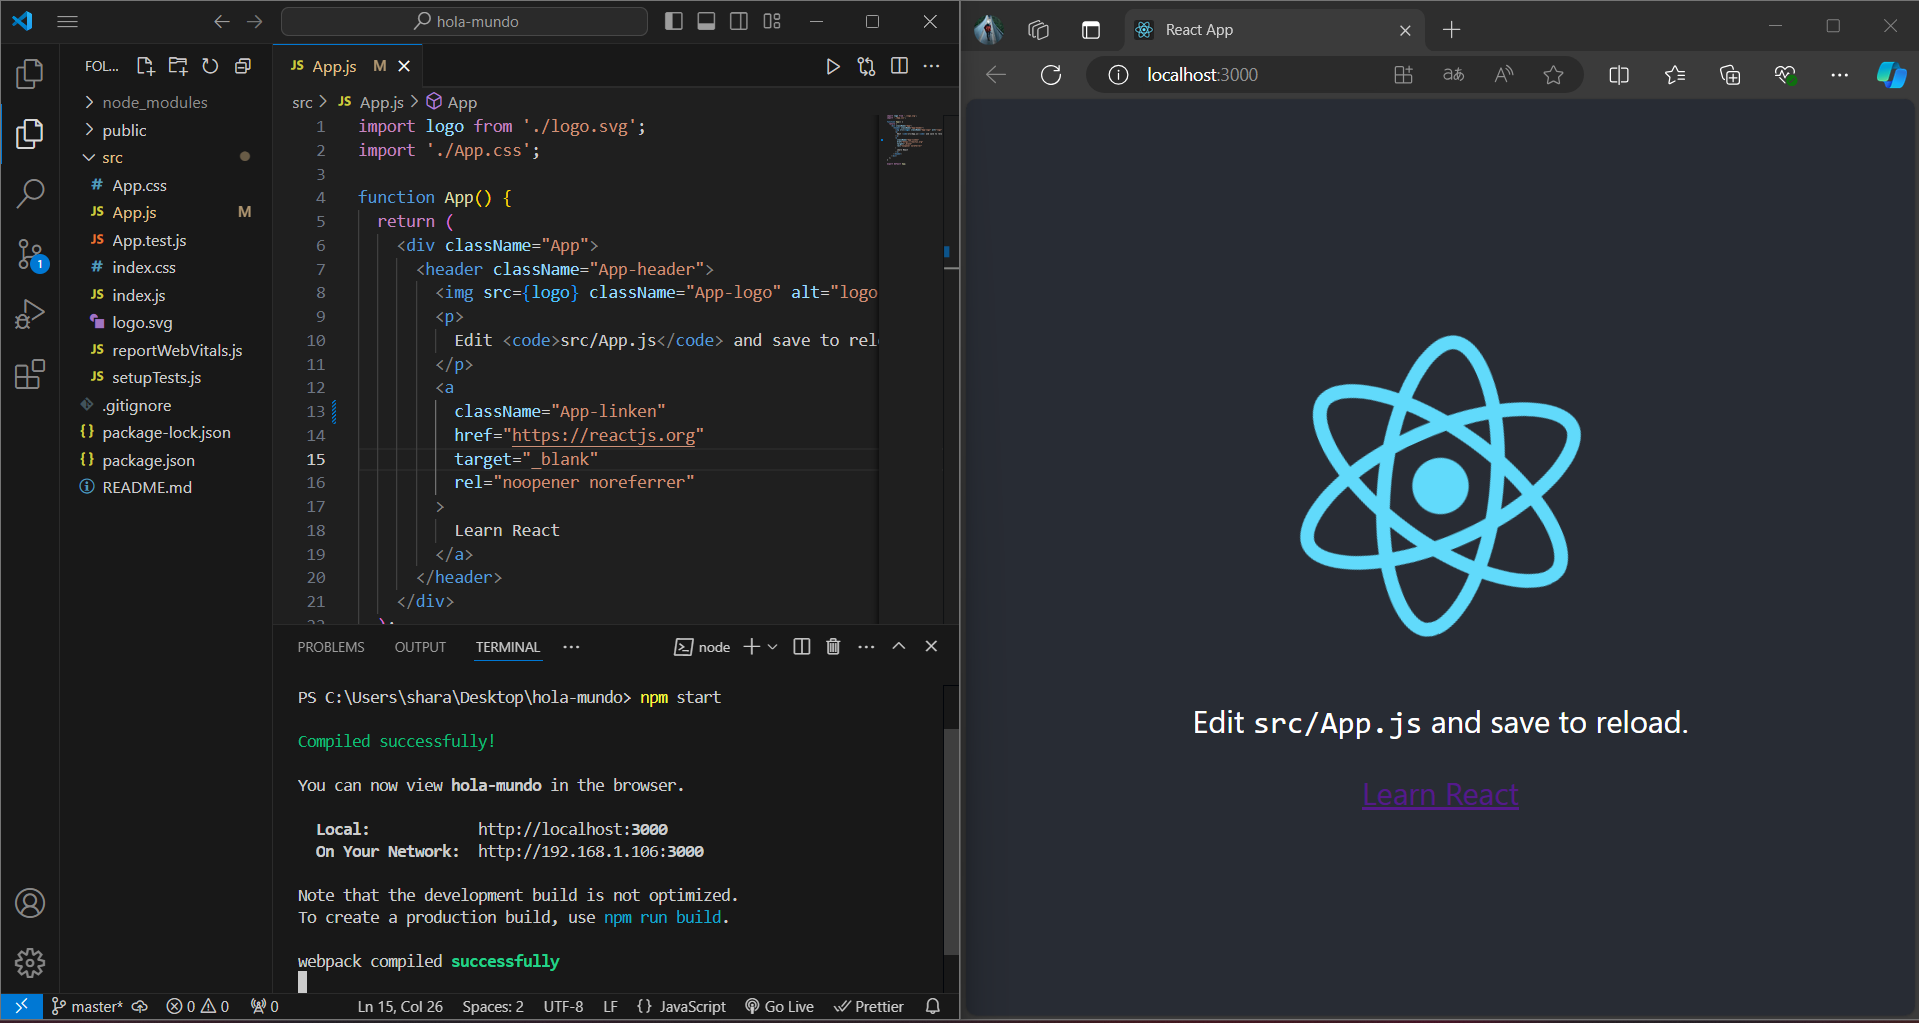 hola-mundo
FOL...
node_modules
public
src
App.css
App.js M
App.test.js
index.css
index.js
logo.svg
reportWebVitals.js
setupTests.js
.gitignore
package-lock.json
package.json
README.md
1
JS App.js M
src > JS App.js > App
1 import logo from './logo.svg';
2 import './App.css';
3
4 function App() {
5 return (
6 <div className="App">
7 <header className="App-header">
8 <img src={logo} className="App-logo" alt="logo
9 <p>
10 Edit <code>src/App.js</code> and save to rel
11 </p>
12 <a
13 className="App-linken"
14 href="https://reactjs.org"
15 target="_blank"
16 rel="noopener noreferrer"
17 >
18 Learn React
19 </a>
20 </header>
21 </div>
22 );
PROBLEMS OUTPUT TERMINAL ... node
PS C:\Users\shara\Desktop\hola-mundo> npm start
Compiled successfully!
You can now view hola-mundo in the browser.
Local: http://localhost:3000
On Your Network: http://192.168.1.106:3000
Note that the development build is not optimized.
To create a production build, use npm run build.
webpack compiled successfully
master* 0 0 0 Ln 15, Col 26 Spaces: 2 UTF-8 LF {} JavaScript Go Live Prettier
React App
localhost:3000
Edit src/App.js and save to reload.
Learn React